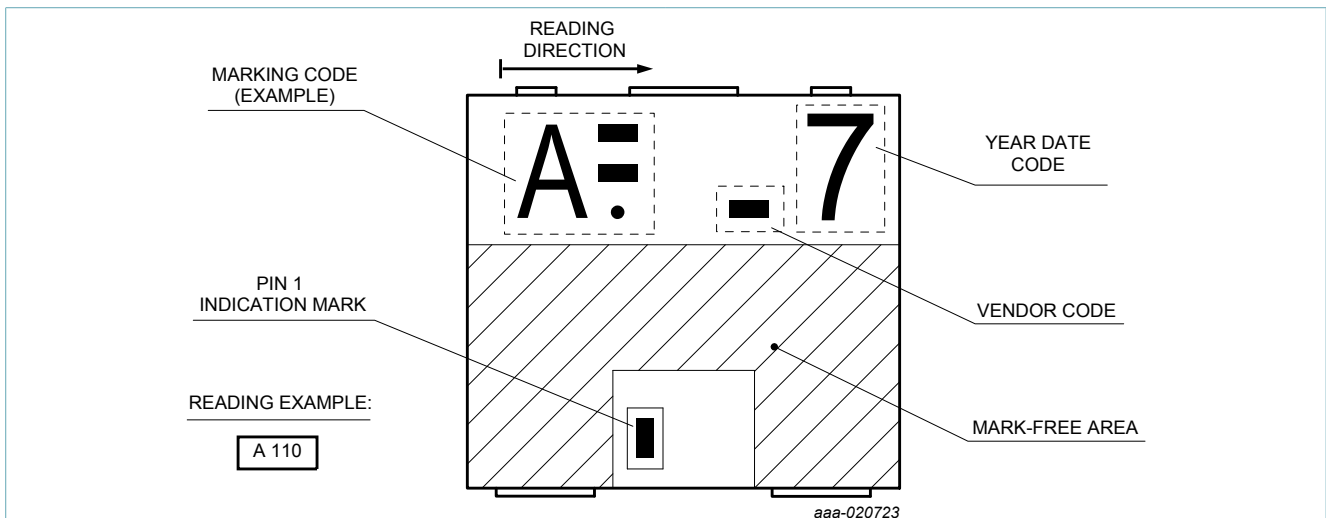 READING
DIRECTION
MARKING CODE
(EXAMPLE)
A
7
YEAR DATE
CODE
PIN 1
INDICATION MARK
VENDOR CODE
READING EXAMPLE:
A 110
MARK-FREE AREA
aaa-020723